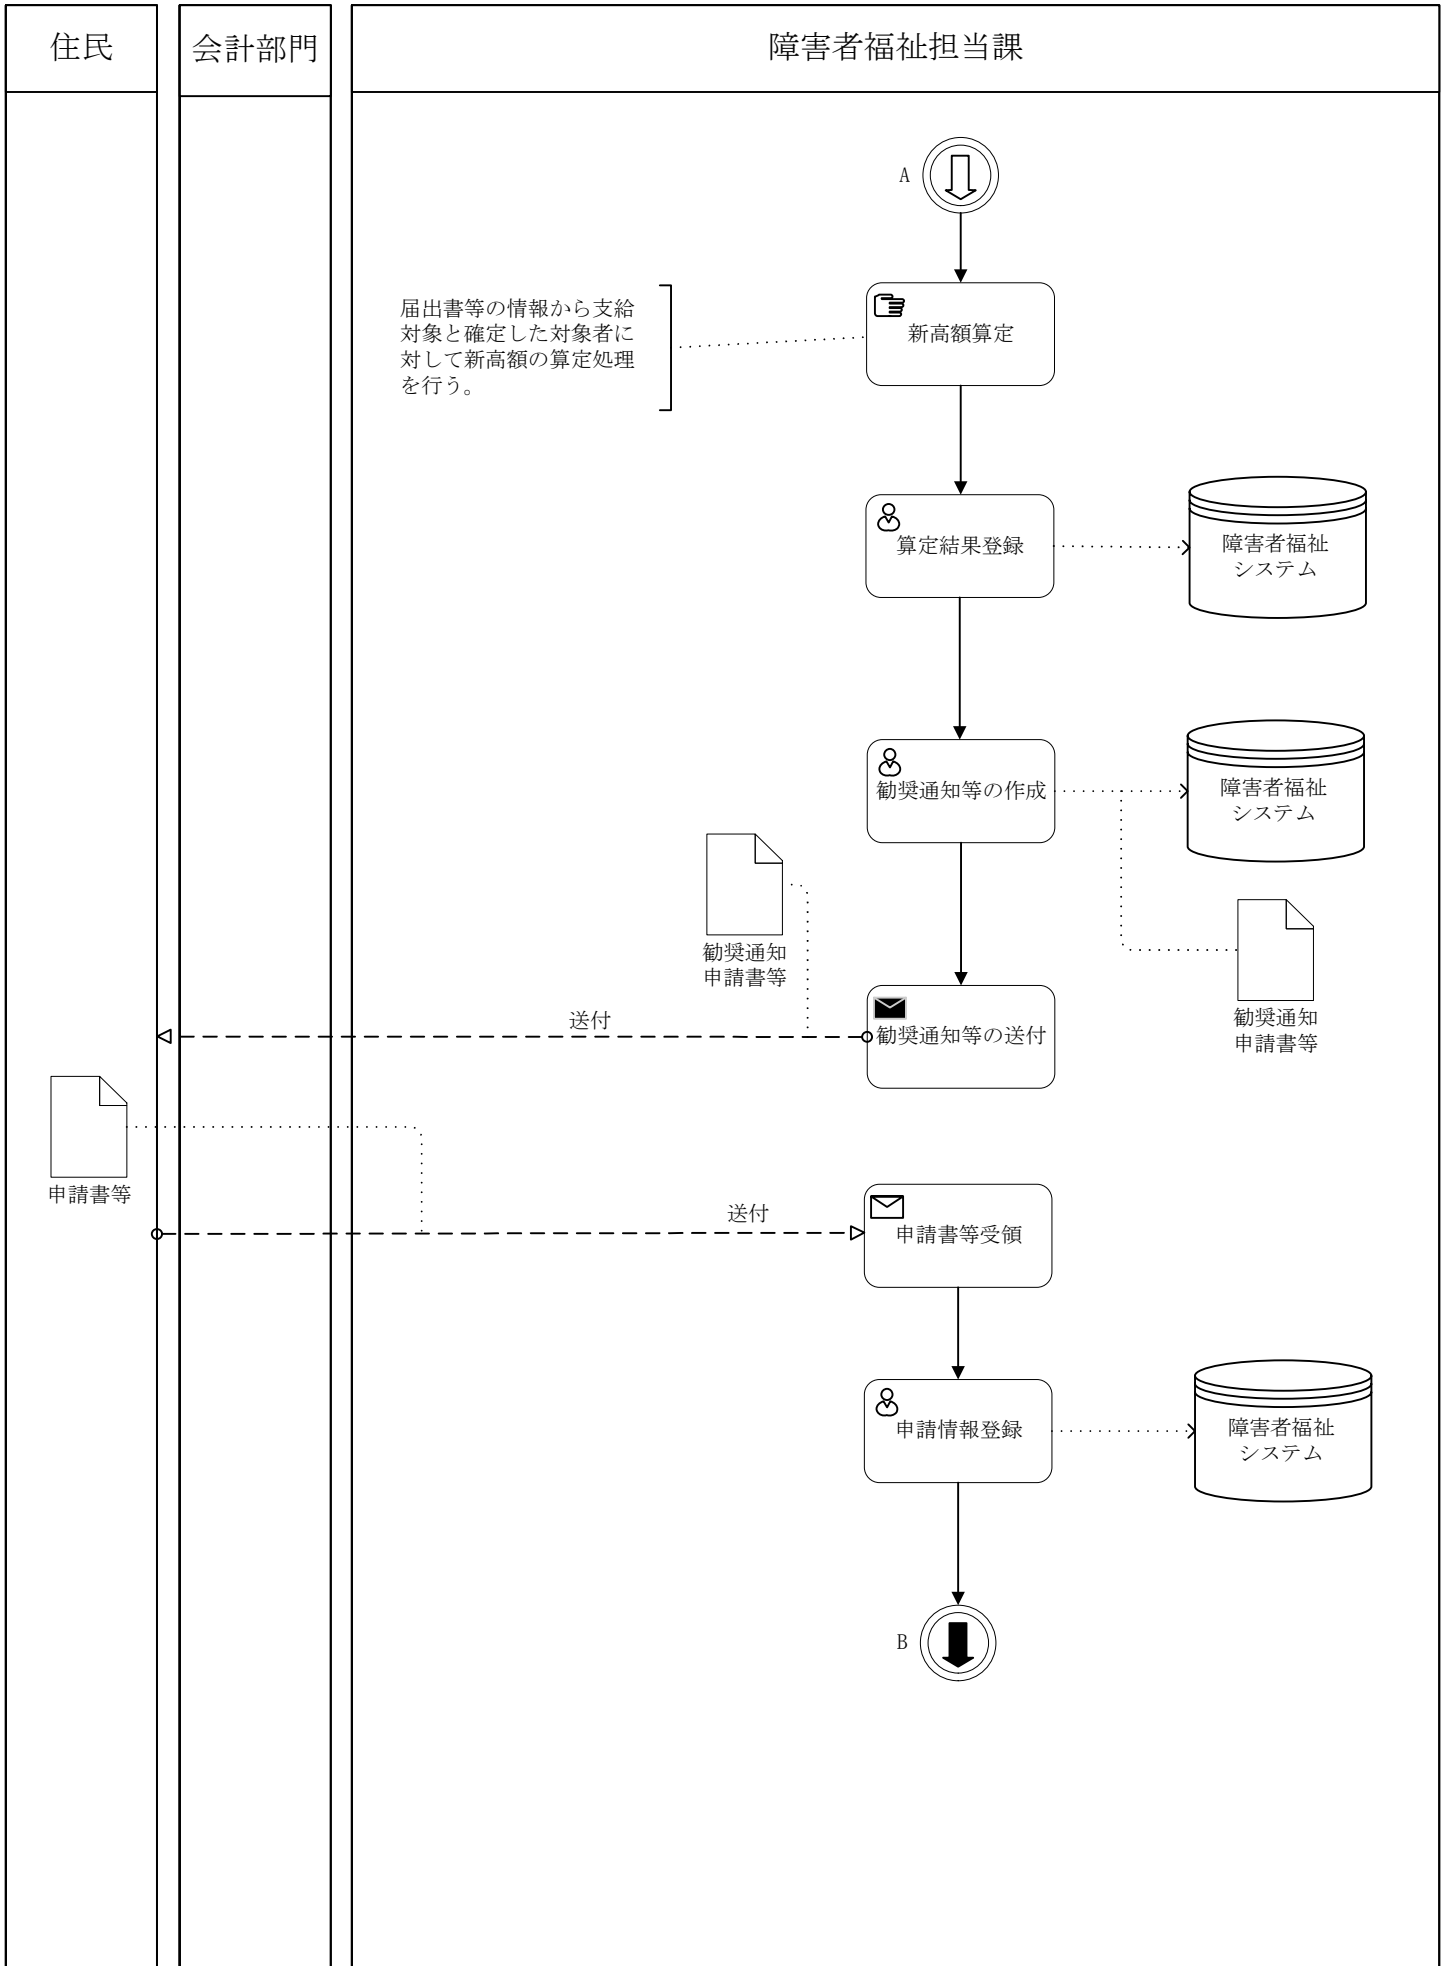 住民
会計部門
障害者福祉担当課
A
届出書等の情報から支給
対象と確定した対象者に
対して新高額の算定処理
を行う。
新高額算定
算定結果登録
障害者福祉
システム
勧奨通知等の作成
障害者福祉
システム
勧奨通知
申請書等
勧奨通知
申請書等
送付
勧奨通知等の送付
申請書等
送付
申請書等受領
申請情報登録
障害者福祉
システム
B